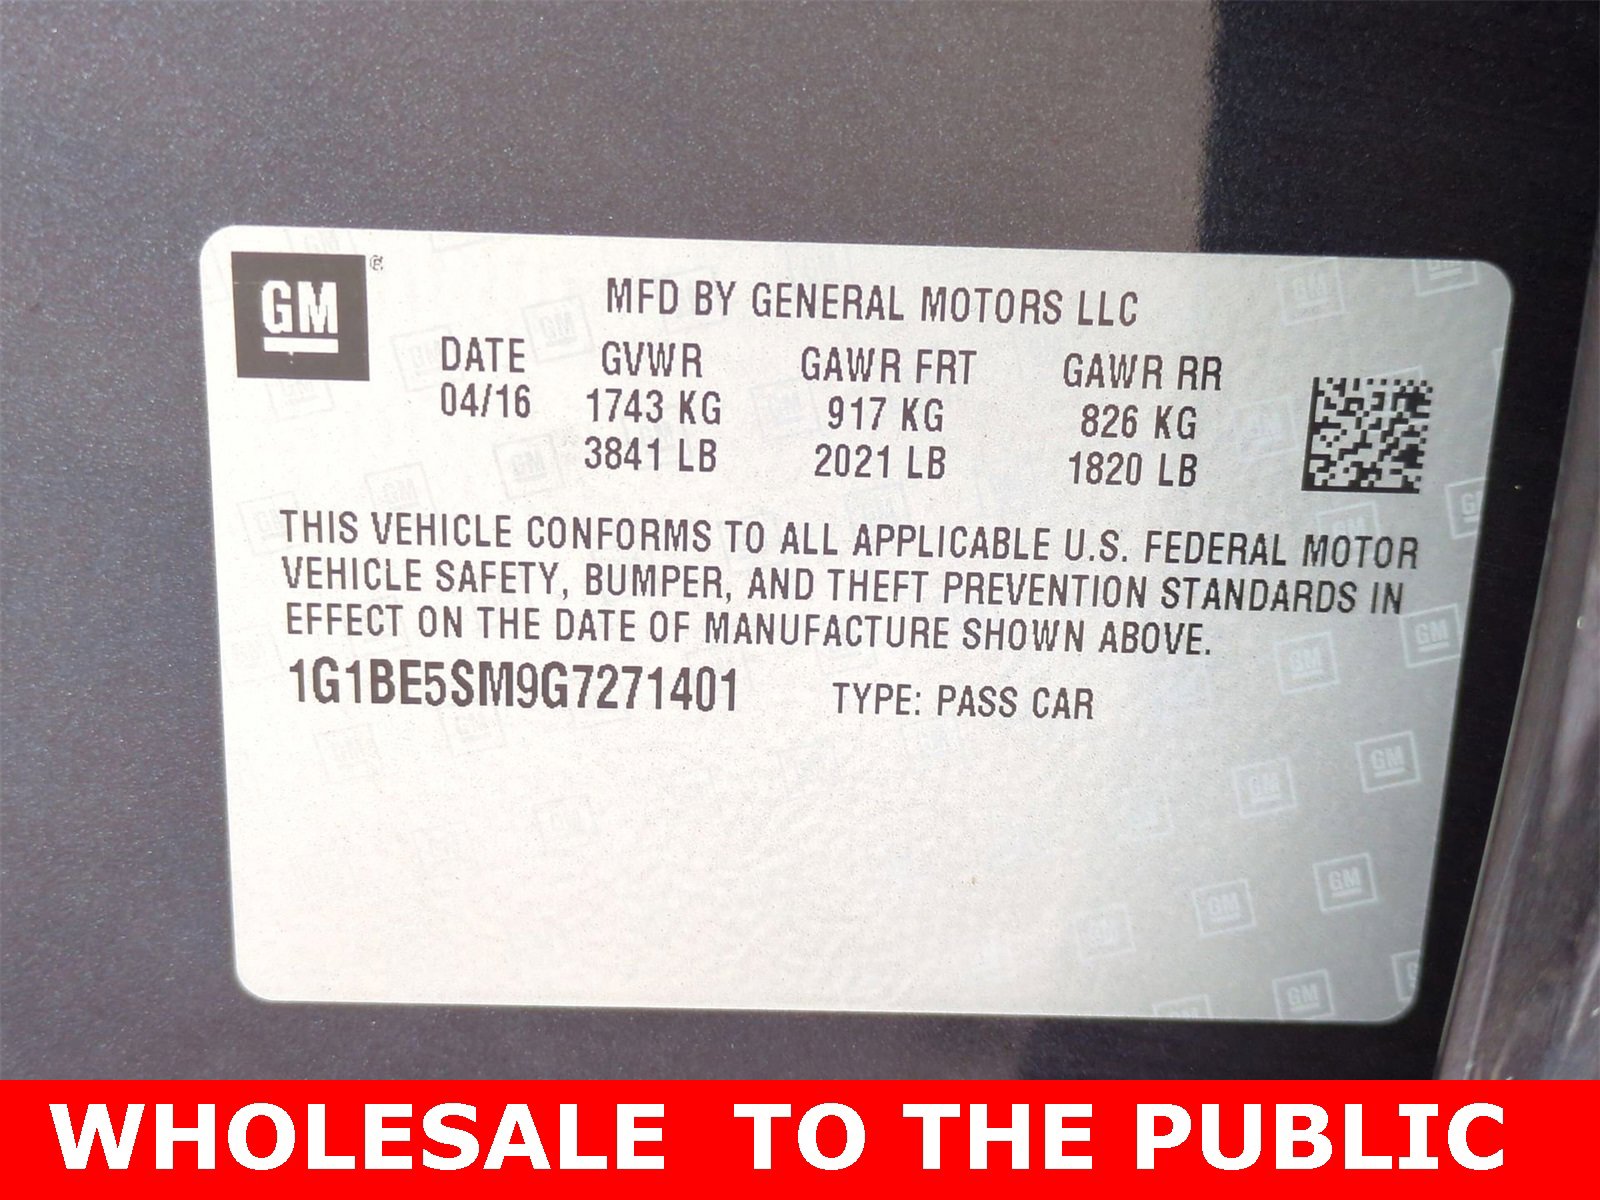 GM
MFD BY GENERAL MOTORS LLC
DATE GVWR GAWR FRT GAWR RR
04/16 1743 KG 917 KG 826 KG
3841 LB 2021 LB 1820 LB
THIS VEHICLE CONFORMS TO ALL APPLICABLE U.S. FEDERAL MOTOR
VEHICLE SAFETY, BUMPER, AND THEFT PREVENTION STANDARDS IN
EFFECT ON THE DATE OF MANUFACTURE SHOWN ABOVE.
1G1BE5SM9G7271401 TYPE: PASS CAR
WHOLESALE TO THE PUBLIC